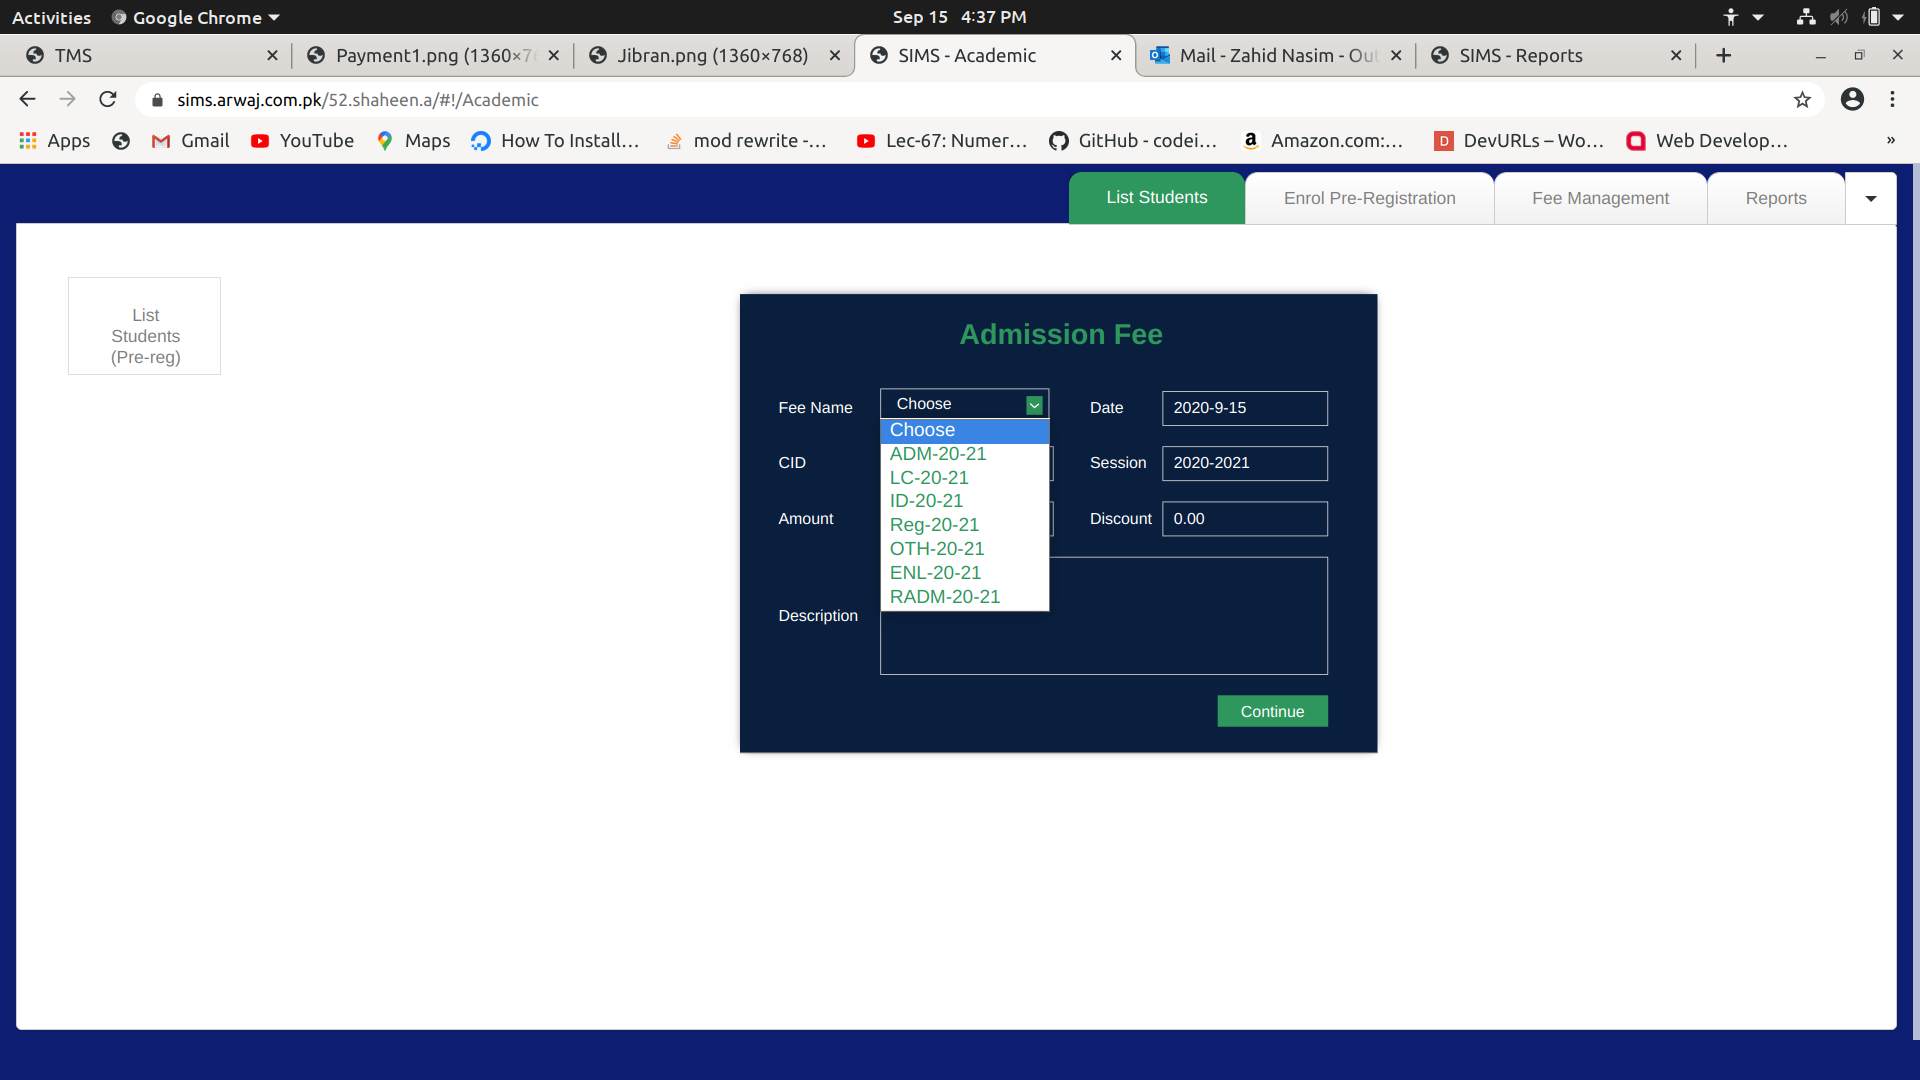 Activities Google Chrome Sep 15 4:37 PM
TMS Payment1.png (1360×7 Jibran.png (1360×768) SIMS - Academic Mail - Zahid Nasim - Out SIMS - Reports
sims.arwaj.com.pk/52.shaheen.a/#!/Academic
Apps Gmail YouTube Maps How To Install... mod rewrite -... Lec-67: Numer... GitHub - codei... Amazon.com:... DevURLs – Wo... Web Develop... »
List Students Enrol Pre-Registration Fee Management Reports
List
Students
(Pre-reg)
Admission Fee
Fee Name Choose Date 2020-9-15
Choose
ADM-20-21
CID Session 2020-2021
LC-20-21
ID-20-21
Amount Discount 0.00
Reg-20-21
OTH-20-21
ENL-20-21
RADM-20-21
Description
Continue